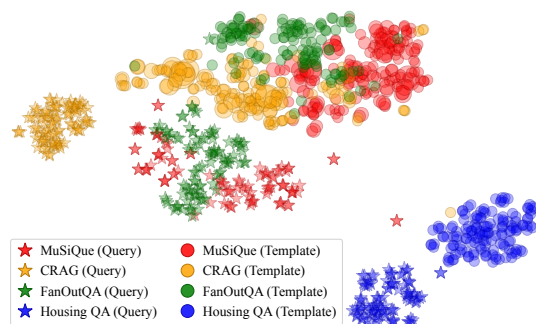 MuSiQue (Query) MuSiQue (Template)
CRAG (Query) CRAG (Template)
FanOutQA (Query) FanOutQA (Template)
Housing QA (Query) Housing QA (Template)